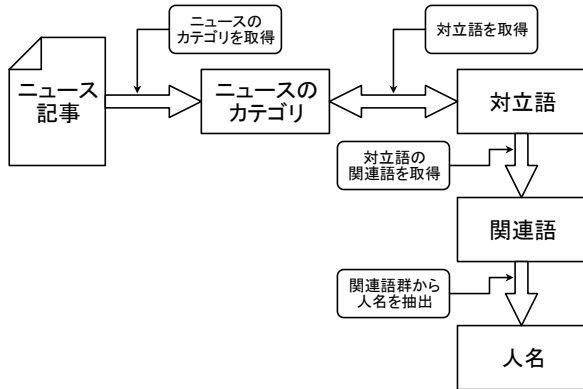 ニュースの
カテゴリを取得
対立語を取得
ニュース
記事
ニュースの
カテゴリ
対立語
対立語の
関連語を取得
関連語
関連語群から
人名を抽出
人名